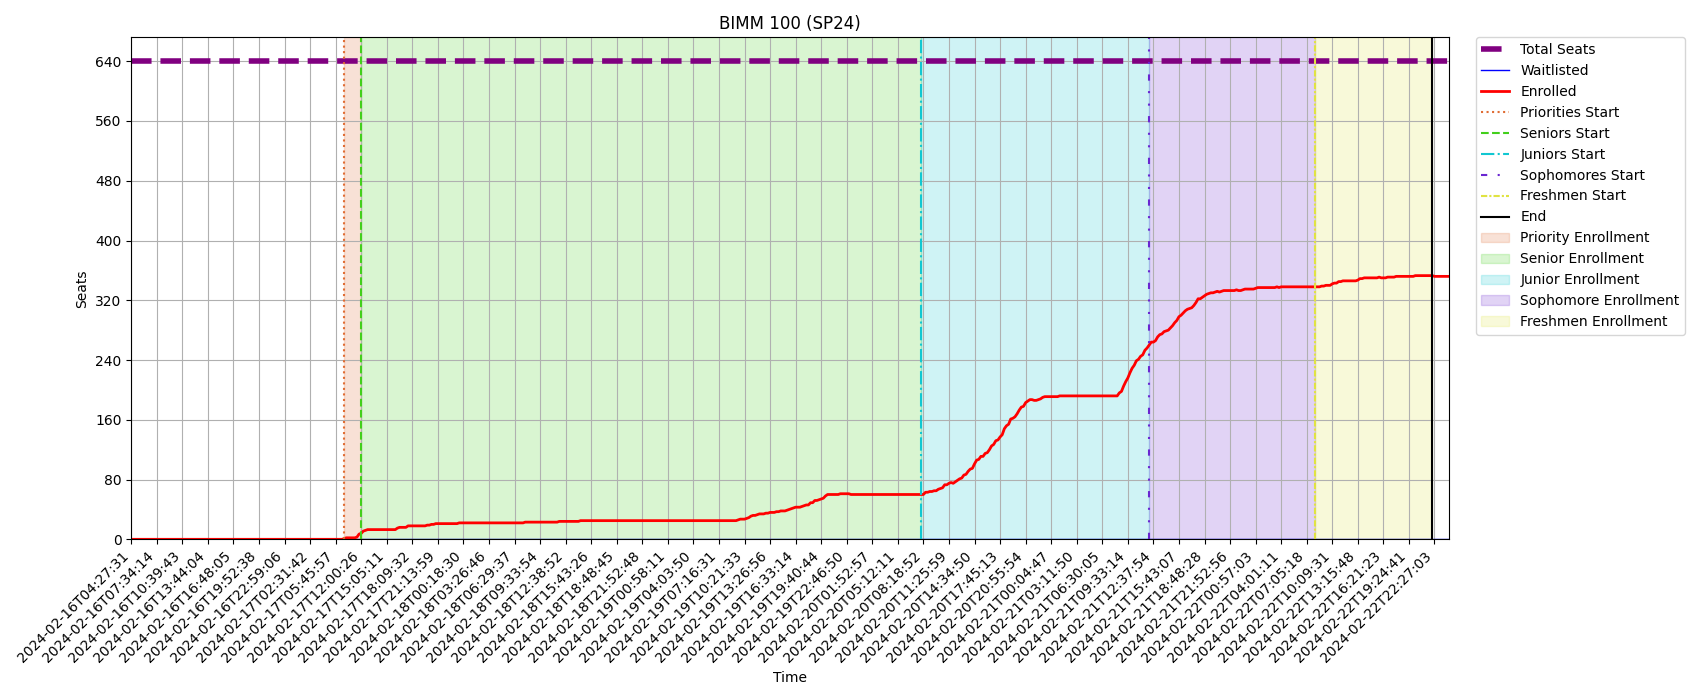 BIMM 100 (SP24)
Seats
640
560
480
400
320
240
160
80
0
2024-02-16T04:27:31
2024-02-16T07:34:14
2024-02-16T10:39:43
2024-02-16T13:44:04
2024-02-16T16:48:05
2024-02-16T19:52:38
2024-02-16T22:59:06
2024-02-17T02:31:42
2024-02-17T05:45:57
2024-02-17T12:00:26
2024-02-17T15:05:11
2024-02-17T18:09:32
2024-02-17T21:13:59
2024-02-18T00:18:30
2024-02-18T03:26:46
2024-02-18T06:29:37
2024-02-18T09:33:54
2024-02-18T12:38:52
2024-02-18T15:43:26
2024-02-18T18:48:45
2024-02-18T21:52:48
2024-02-19T00:58:11
2024-02-19T04:03:50
2024-02-19T07:16:31
2024-02-19T10:21:33
2024-02-19T13:26:56
2024-02-19T16:33:14
2024-02-19T19:40:44
2024-02-19T22:46:50
2024-02-20T01:52:57
2024-02-20T05:12:11
2024-02-20T08:18:52
2024-02-20T11:25:59
2024-02-20T14:34:50
2024-02-20T17:45:13
2024-02-20T20:55:54
2024-02-21T00:04:47
2024-02-21T03:11:50
2024-02-21T06:30:05
2024-02-21T09:33:14
2024-02-21T12:37:54
2024-02-21T15:43:07
2024-02-21T18:48:28
2024-02-21T21:52:56
2024-02-22T00:57:03
2024-02-22T04:01:11
2024-02-22T07:05:18
2024-02-22T10:09:31
2024-02-22T13:15:48
2024-02-22T16:21:23
2024-02-22T19:24:41
2024-02-22T22:27:03
Time
Total Seats
Waitlisted
Enrolled
Priorities Start
Seniors Start
Juniors Start
Sophomores Start
Freshmen Start
End
Priority Enrollment
Senior Enrollment
Junior Enrollment
Sophomore Enrollment
Freshmen Enrollment